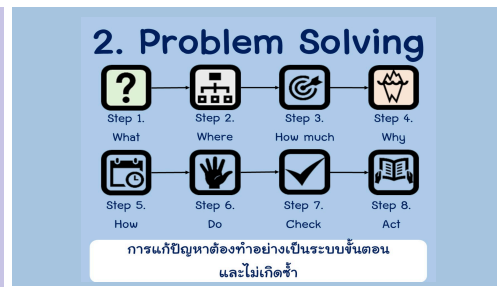 2. Problem Solving
?
Step 1.
What
Step 2.
Where
Step 3.
How much
Step 4.
Why
Step 5.
How
Step 6.
Do
Step 7.
Check
Step 8.
Act
การแก้ปัญหาต้องทำอย่างเป็นระบบขั้นตอน
และไม่เกิดซ้ำ